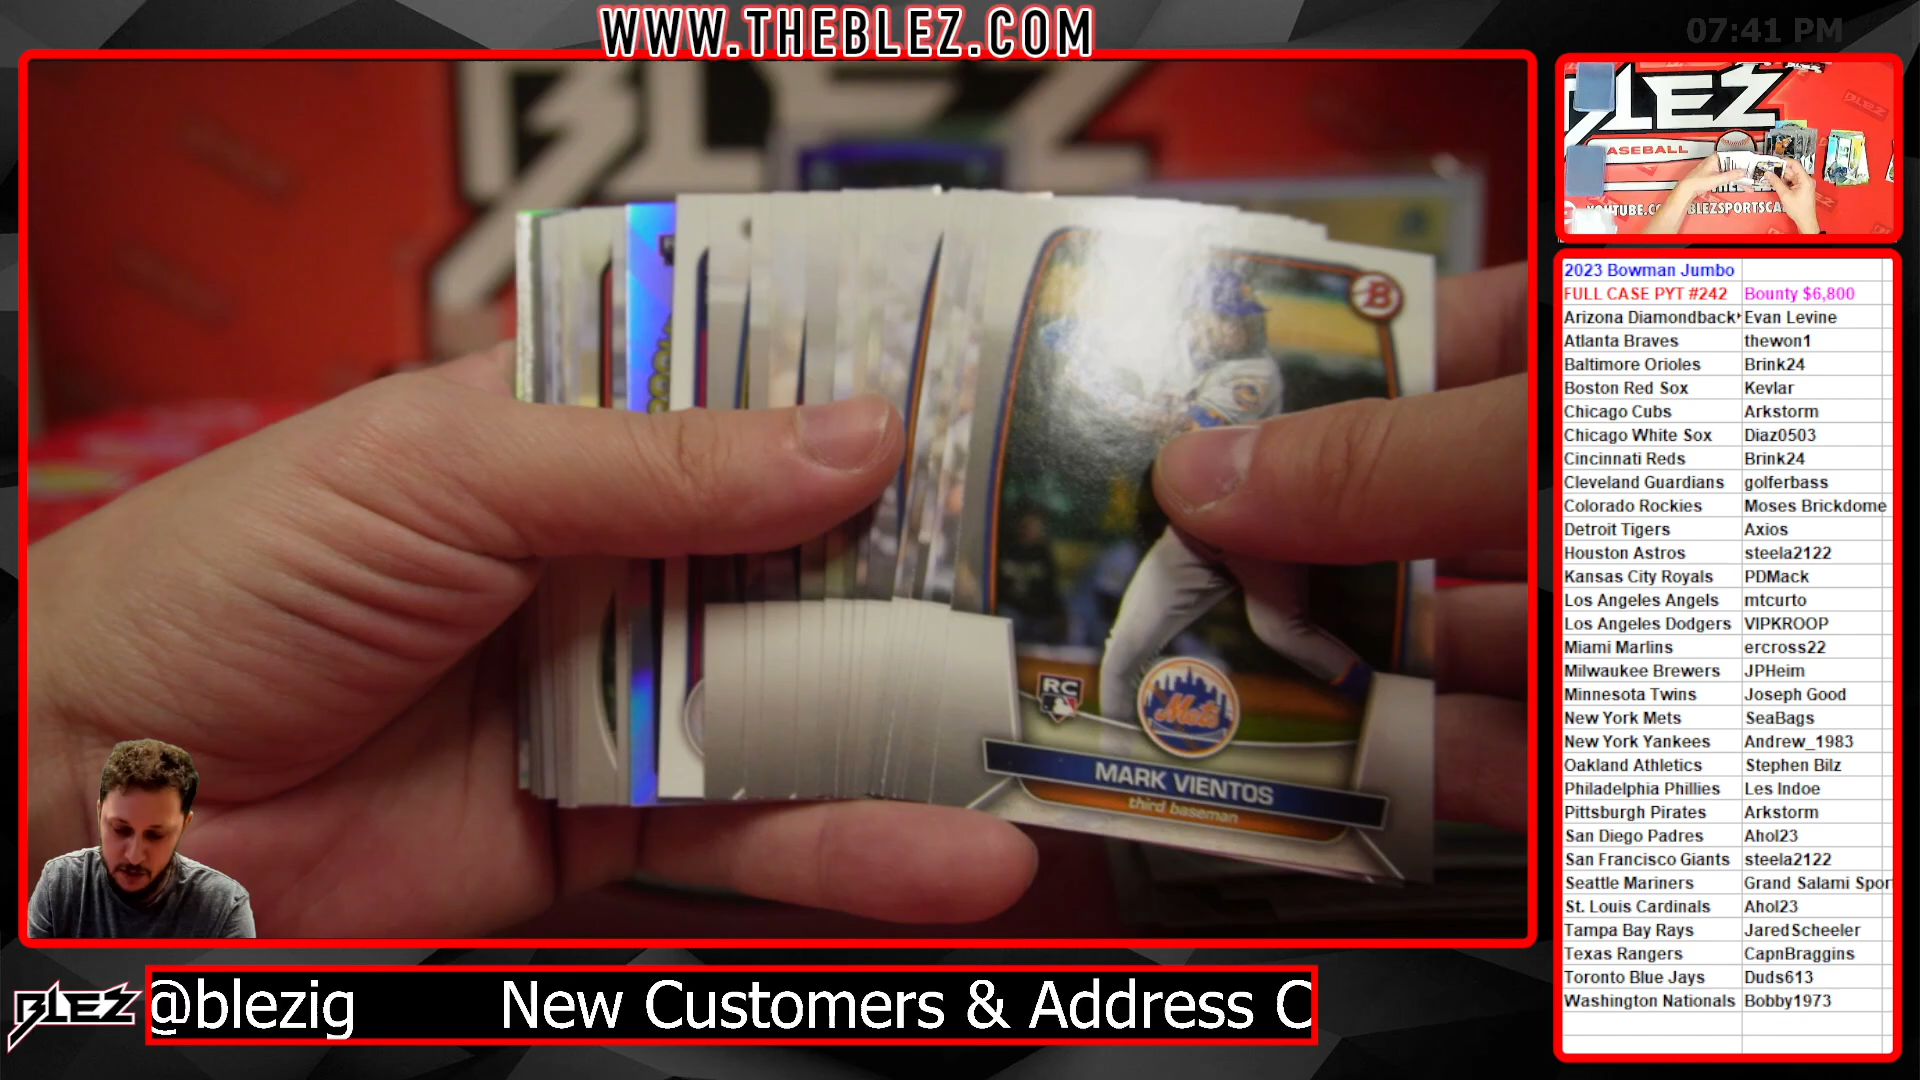 WWW.THEBLEZ.COM
07:41 PM
BLEZ
BASEBALL
B
RC
Mets
MARK VIENTOS
third baseman
2023 Bowman Jumbo
FULL CASE PYT #242 Bounty $6,800
Arizona Diamondback Evan Levine
Atlanta Braves thewon1
Baltimore Orioles Brink24
Boston Red Sox Kevlar
Chicago Cubs Arkstorm
Chicago White Sox Diaz0503
Cincinnati Reds Brink24
Cleveland Guardians golferbass
Colorado Rockies Moses Brickdome
Detroit Tigers Axios
Houston Astros steela2122
Kansas City Royals PDMack
Los Angeles Angels mtcurto
Los Angeles Dodgers VIPKROOP
Miami Marlins ercross22
Milwaukee Brewers JPHeim
Minnesota Twins Joseph Good
New York Mets SeaBags
New York Yankees Andrew_1983
Oakland Athletics Stephen Bilz
Philadelphia Phillies Les Indoe
Pittsburgh Pirates Arkstorm
San Diego Padres Ahol23
San Francisco Giants steela2122
Seattle Mariners Grand Salami Spor
St. Louis Cardinals Ahol23
Tampa Bay Rays JaredScheeler
Texas Rangers CapnBraggins
Toronto Blue Jays Duds613
Washington Nationals Bobby1973
BLEZ
@blezig New Customers & Address C